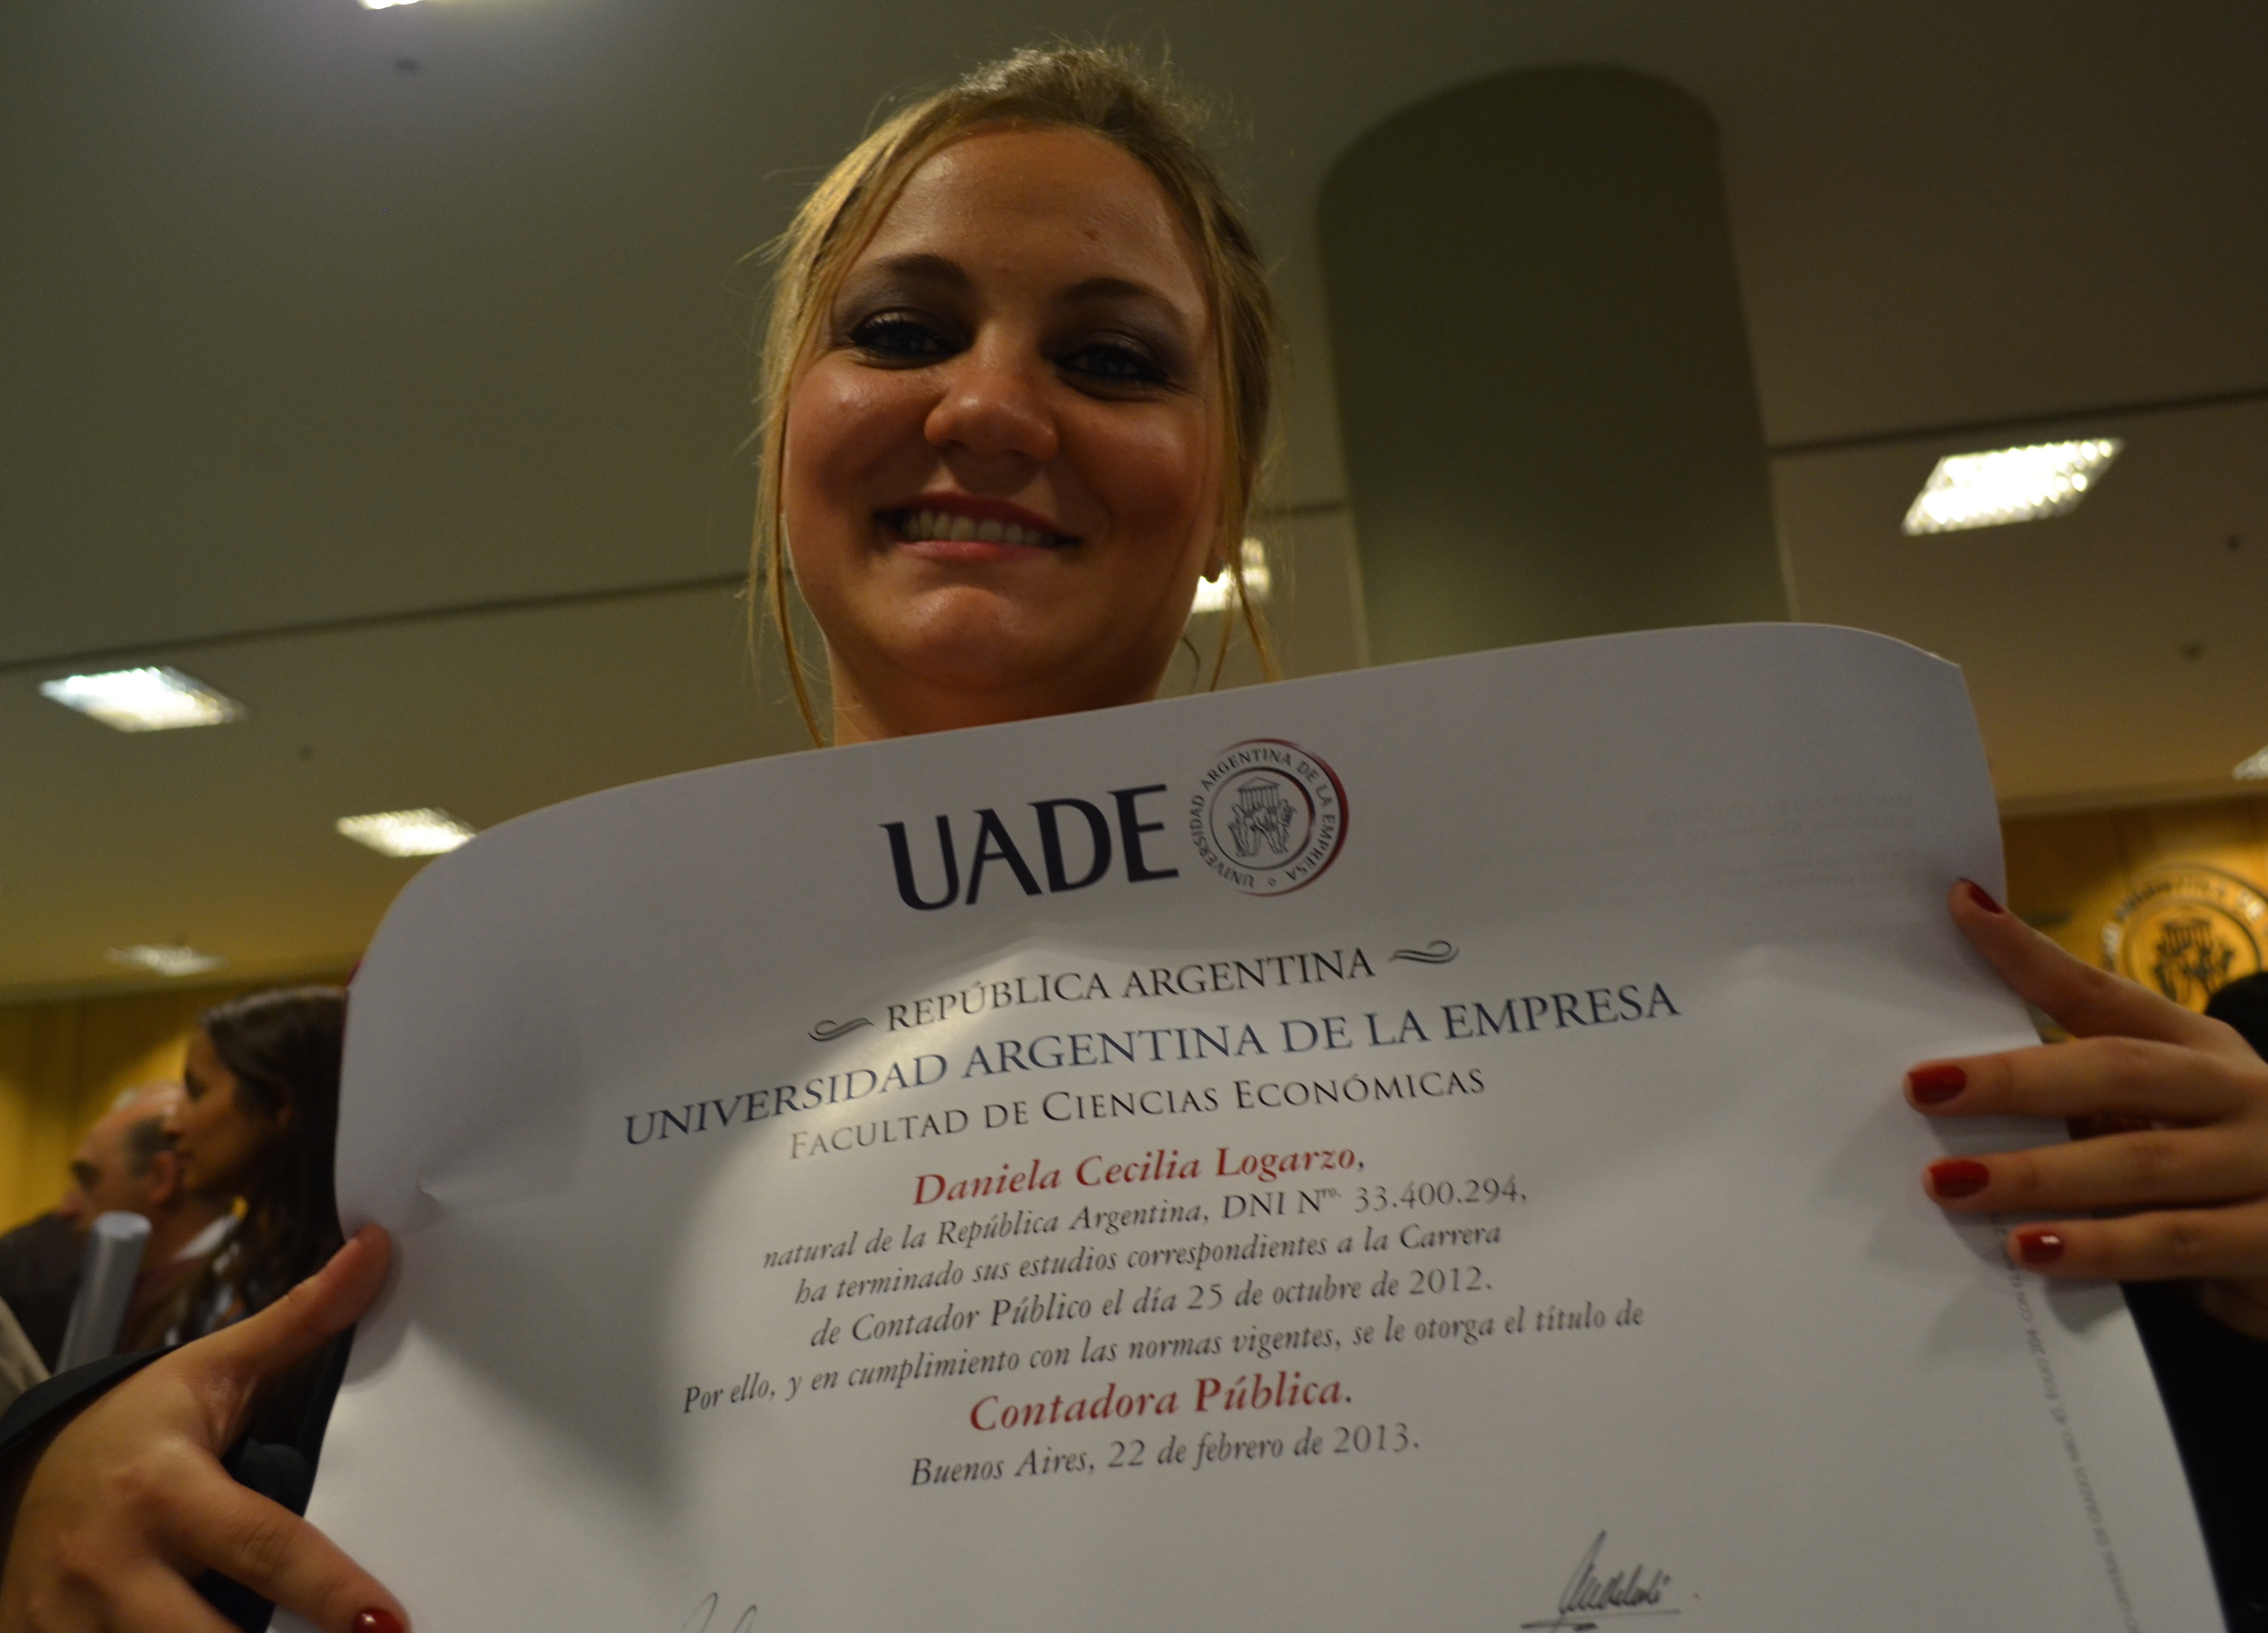 UADE
UNIVERSIDAD ARGENTINA DE LA EMPRESA
REPÚBLICA ARGENTINA
UNIVERSIDAD ARGENTINA DE LA EMPRESA
FACULTAD DE CIENCIAS ECONÓMICAS
Daniela Cecilia Logarzo,
natural de la República Argentina, DNI Nro. 33.400.294,
ha terminado sus estudios correspondientes a la Carrera
de Contador Público el día 25 de octubre de 2012.
Por ello, y en cumplimiento con las normas vigentes, se le otorga el título de
Contadora Pública.
Buenos Aires, 22 de febrero de 2013.